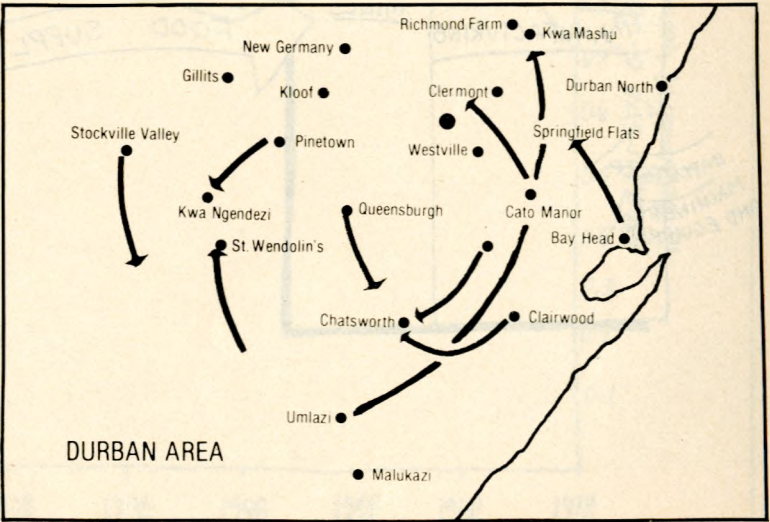 Richmond Farm
Kwa Mashu
New Germany
Gillits
Kloof
Clermont
Durban North
Stockville Valley
Pinetown
Westville
Springfield Flats
Kwa Ngendezi
Queensburgh
Cato Manor
St. Wendolin's
Bay Head
Chatsworth
Clairwood
Umlazi
DURBAN AREA
Malukazi